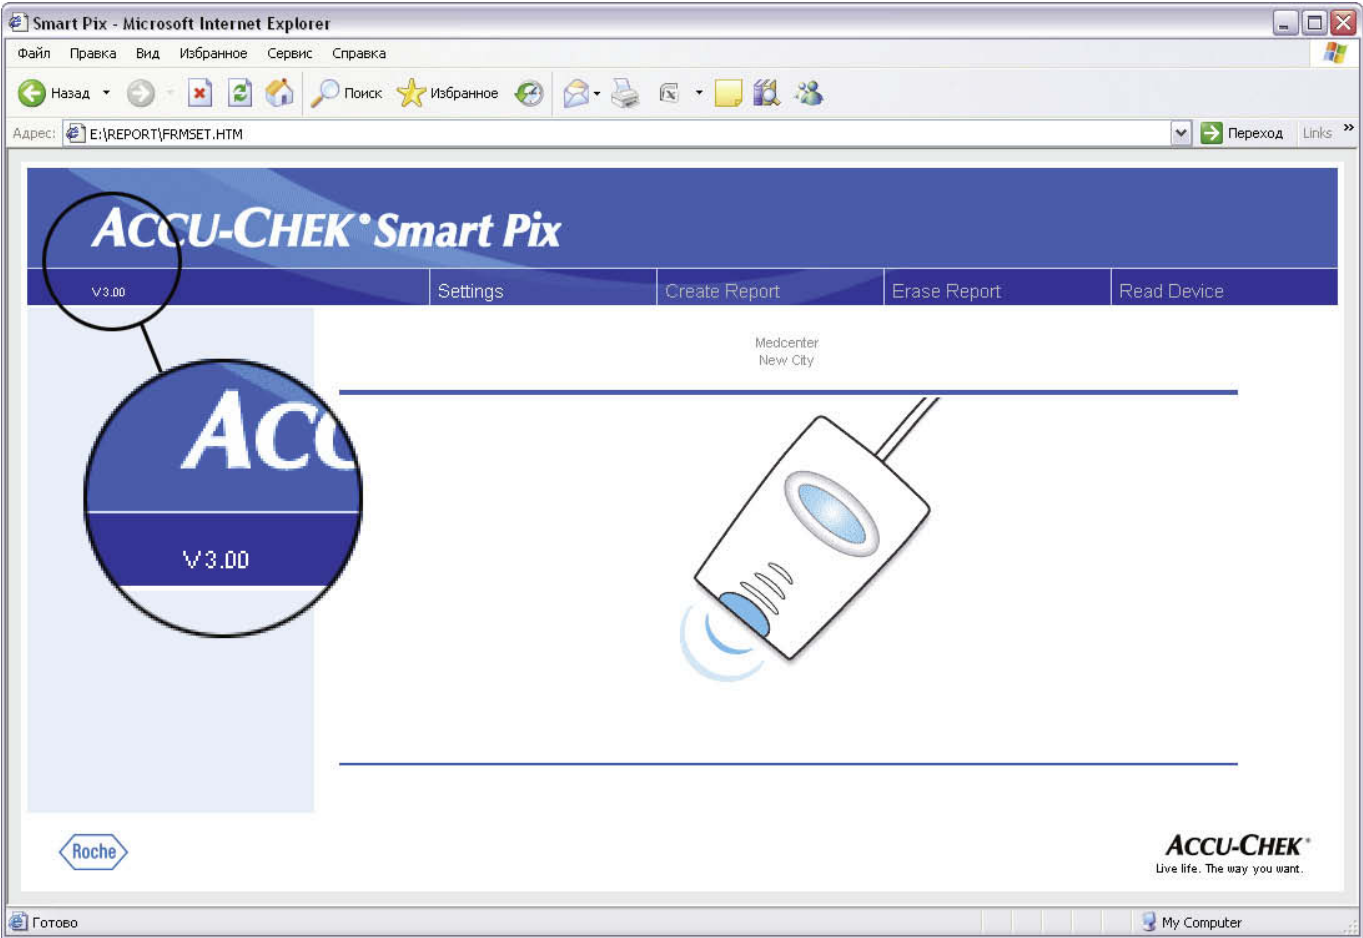 Smart Pix - Microsoft Internet Explorer
Файл Правка Вид Избранное Сервис Справка
Назад Поиск Избранное
Адрес: E:\REPORT\FRMSET.HTM Переход Links »
ACCU-CHEK® Smart Pix
V3.00 Settings Create Report Erase Report Read Device
Medcenter
New City
ACC
V3.00
Roche
ACCU-CHEK®
Live life. The way you want.
Готово My Computer